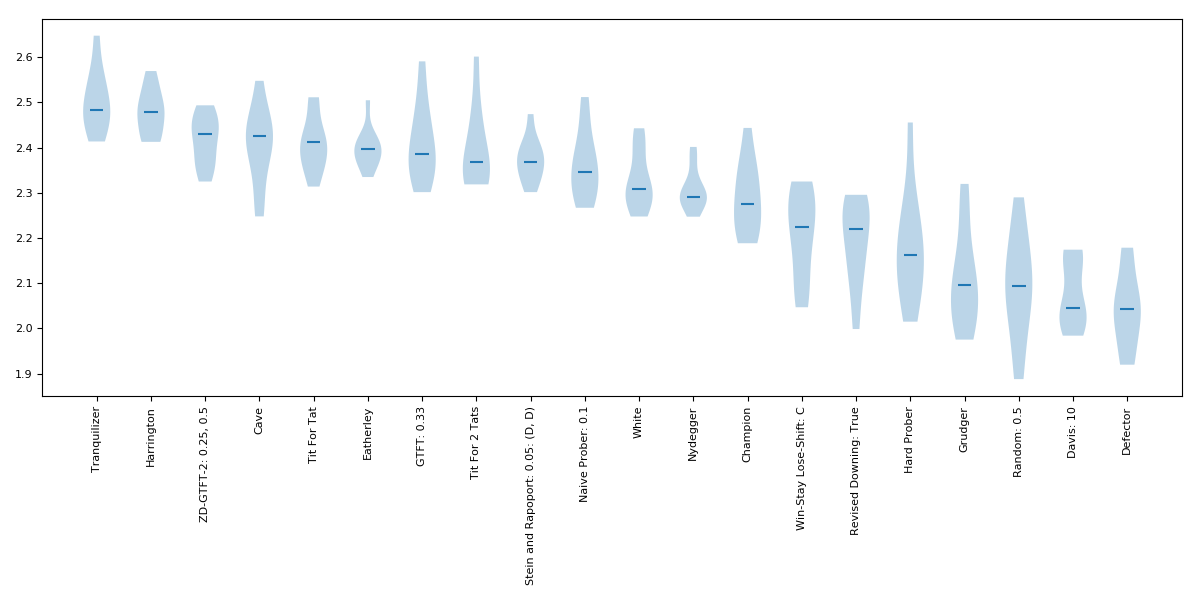 2.6
2.5
2.4
2.3
2.2
2.1
2.0
1.9
Tranquilizer
Harrington
ZD-GTFT-2: 0.25, 0.5
Cave
Tit For Tat
Eatherley
GTFT: 0.33
Tit For 2 Tats
Stein and Rapoport: 0.05: (D, D)
Naive Prober: 0.1
White
Nydegger
Champion
Win-Stay Lose-Shift: C
Revised Downing: True
Hard Prober
Grudger
Random: 0.5
Davis: 10
Defector